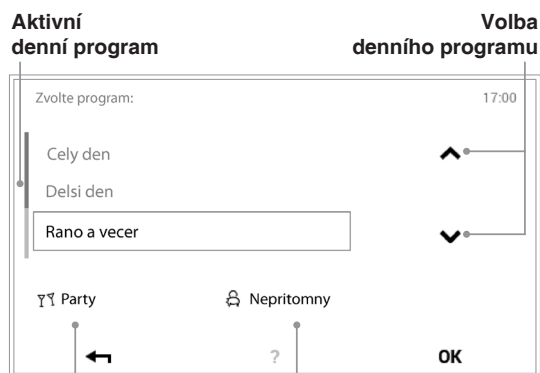 Aktivní
denní program
Volba
denního programu
Zvolte program:
17:00
Cely den
Delsi den
Rano a vecer
Party
Nepritomny
?
OK